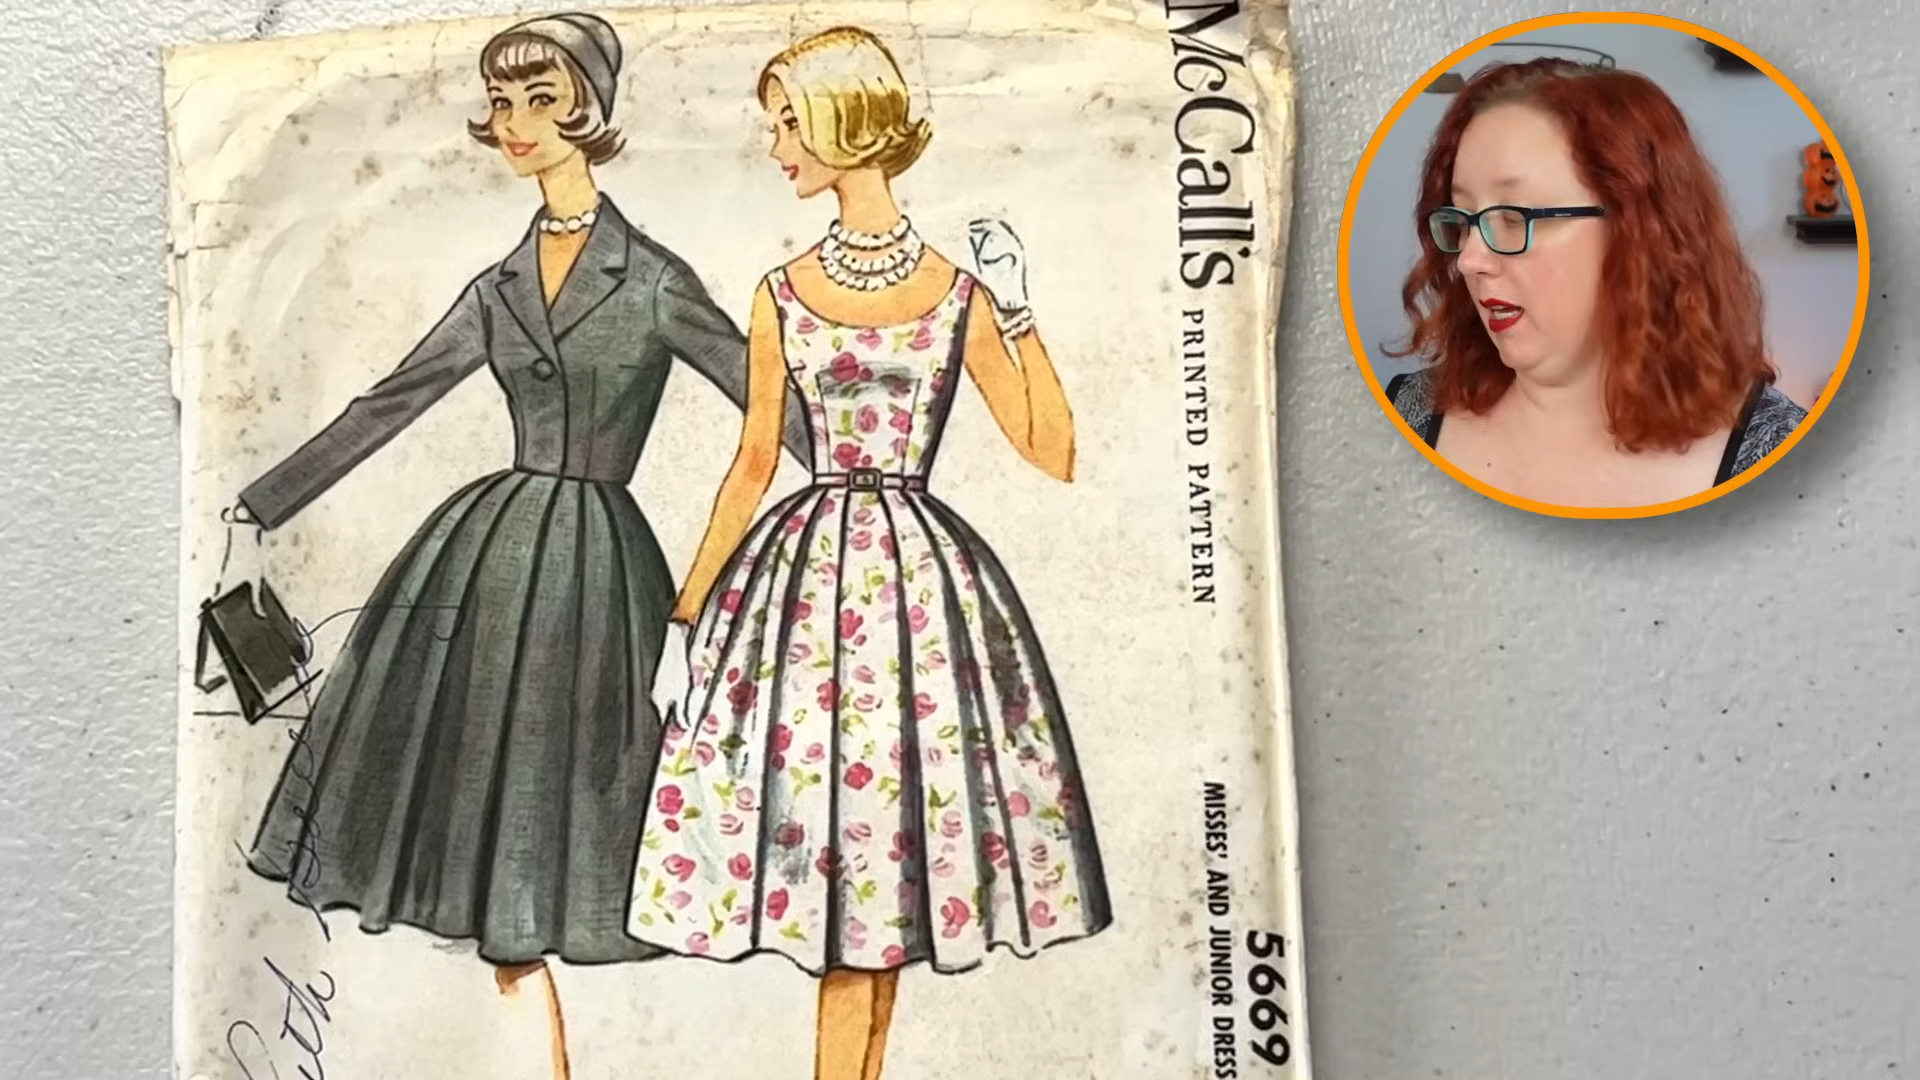 McCall's
PRINTED PATTERN
MISSES' AND JUNIOR DRESS
5669